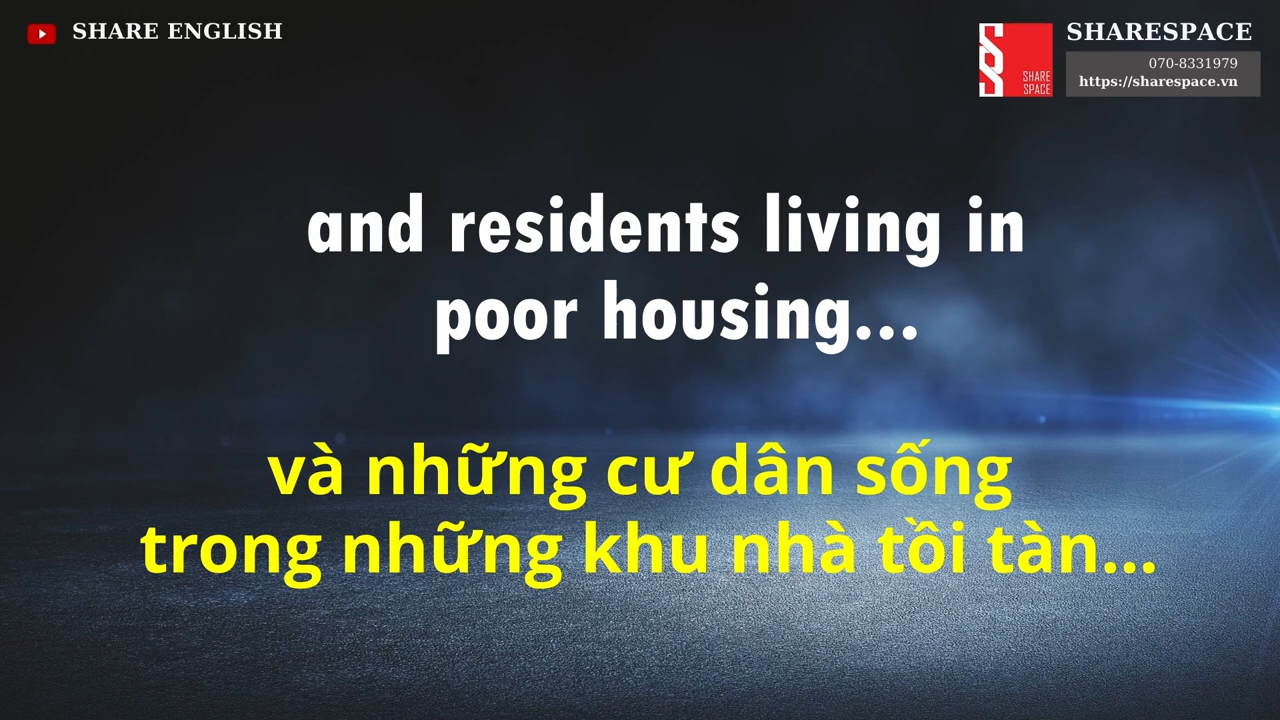 SHARE ENGLISH
SHARESPACE
070-8331979
https://sharespace.vn
SHARE
SPACE
and residents living in
poor housing...
và những cư dân sống
trong những khu nhà tồi tàn...